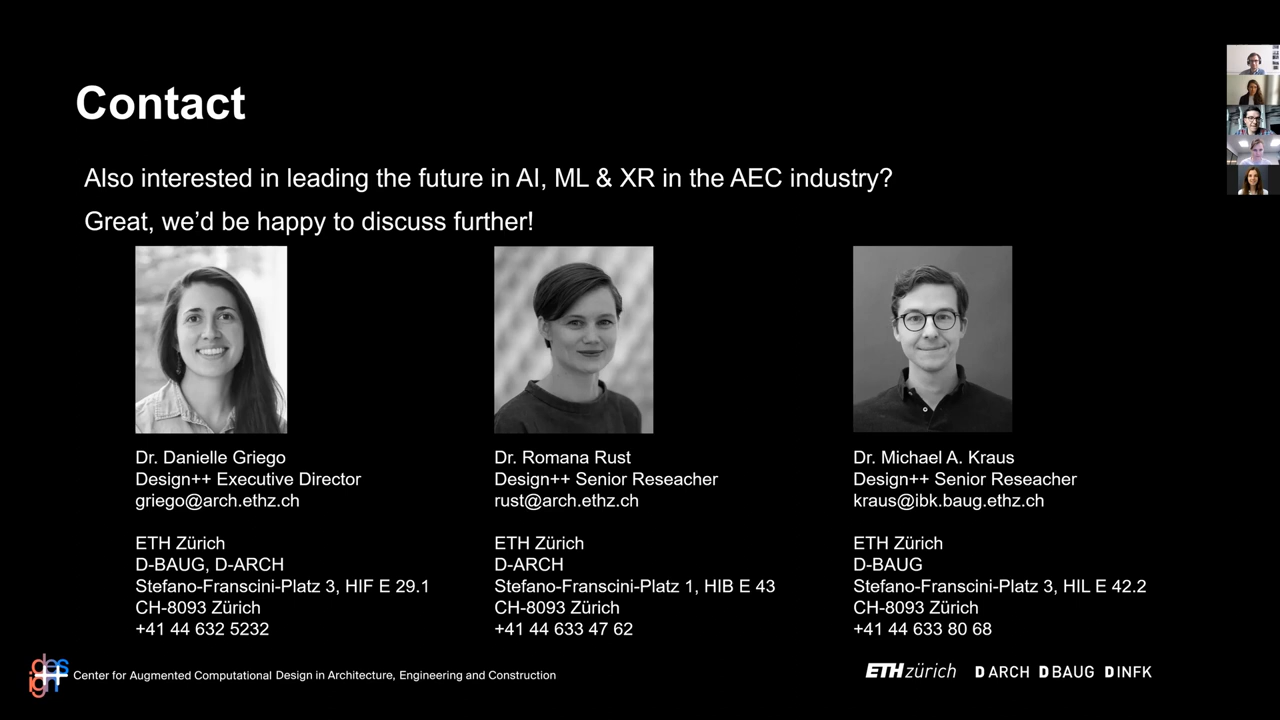 Contact
Also interested in leading the future in AI, ML & XR in the AEC industry?
Great, we'd be happy to discuss further!
Dr. Danielle Griego
Design++ Executive Director
griego@arch.ethz.ch
ETH Zürich
D-BAUG, D-ARCH
Stefano-Franscini-Platz 3, HIF E 29.1
CH-8093 Zürich
+41 44 632 5232
Dr. Romana Rust
Design++ Senior Reseacher
rust@arch.ethz.ch
ETH Zürich
D-ARCH
Stefano-Franscini-Platz 1, HIB E 43
CH-8093 Zürich
+41 44 633 47 62
Dr. Michael A. Kraus
Design++ Senior Reseacher
kraus@ibk.baug.ethz.ch
ETH Zürich
D-BAUG
Stefano-Franscini-Platz 3, HIL E 42.2
CH-8093 Zürich
+41 44 633 80 68
des
ign
++
Center for Augmented Computational Design in Architecture, Engineering and Construction
ETH zürich
D ARCH D BAUG D INFK